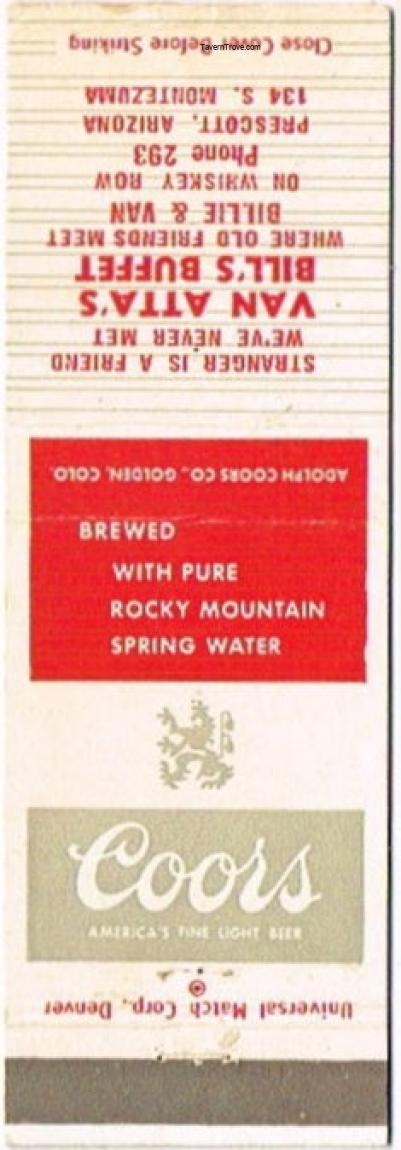 STRANGER IS A FRIEND
WE'VE NEVER MET
VAN ATTA'S
BILL'S BUFFET
WHERE OLD FRIENDS MEET
BILLIE & VAN
ON WHISKEY ROW
Phone 293
PRESCOTT, ARIZONA
134 S. MONTEZUMA
Close Cover Before Striking
TavernTrove.com
ADOLPH COORS CO., GOLDEN, COLO.
BREWED
WITH PURE
ROCKY MOUNTAIN
SPRING WATER
Coors
AMERICA'S FINE LIGHT BEER
Universal Match Corp., Denver